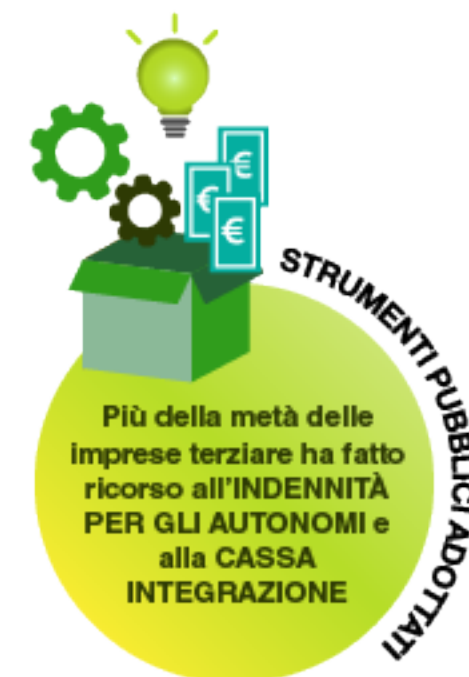 STRUMENTI PUBBLICI ADOTTATI
Più della metà delle
imprese terziare ha fatto
ricorso all'INDENNITÀ
PER GLI AUTONOMI e
alla CASSA
INTEGRAZIONE
€
€
€